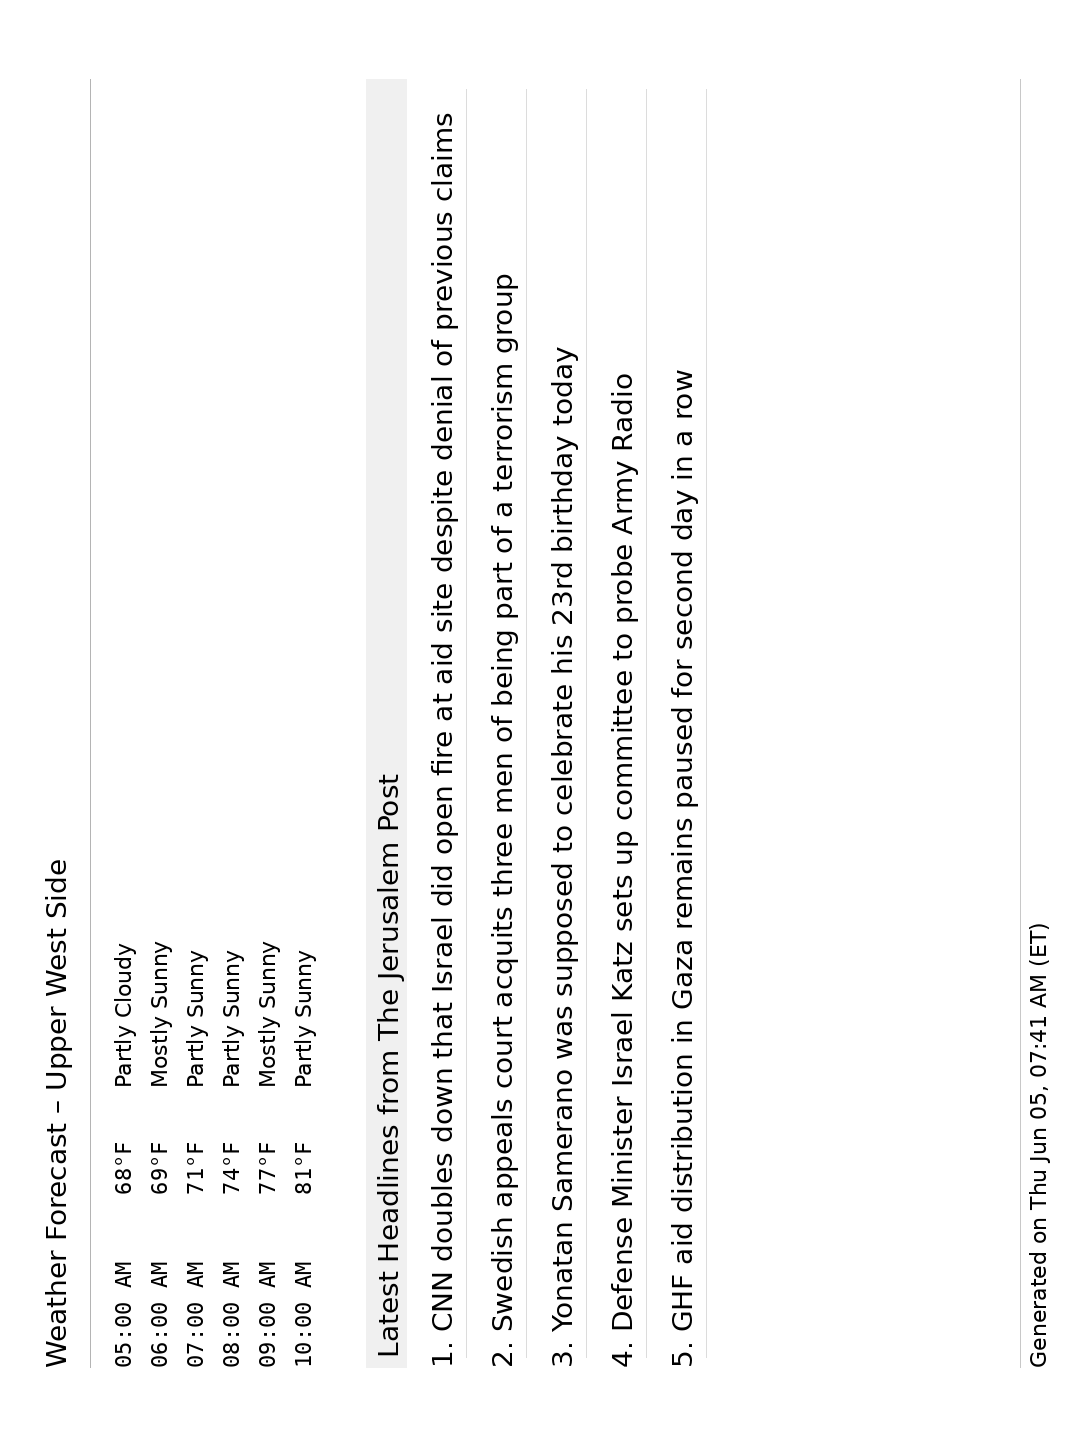 Weather Forecast – Upper West Side
05:00 AM 68°F Partly Cloudy
06:00 AM 69°F Mostly Sunny
07:00 AM 71°F Partly Sunny
08:00 AM 74°F Partly Sunny
09:00 AM 77°F Mostly Sunny
10:00 AM 81°F Partly Sunny
Latest Headlines from The Jerusalem Post
1. CNN doubles down that Israel did open fire at aid site despite denial of previous claims
2. Swedish appeals court acquits three men of being part of a terrorism group
3. Yonatan Samerano was supposed to celebrate his 23rd birthday today
4. Defense Minister Israel Katz sets up committee to probe Army Radio
5. GHF aid distribution in Gaza remains paused for second day in a row
Generated on Thu Jun 05, 07:41 AM (ET)